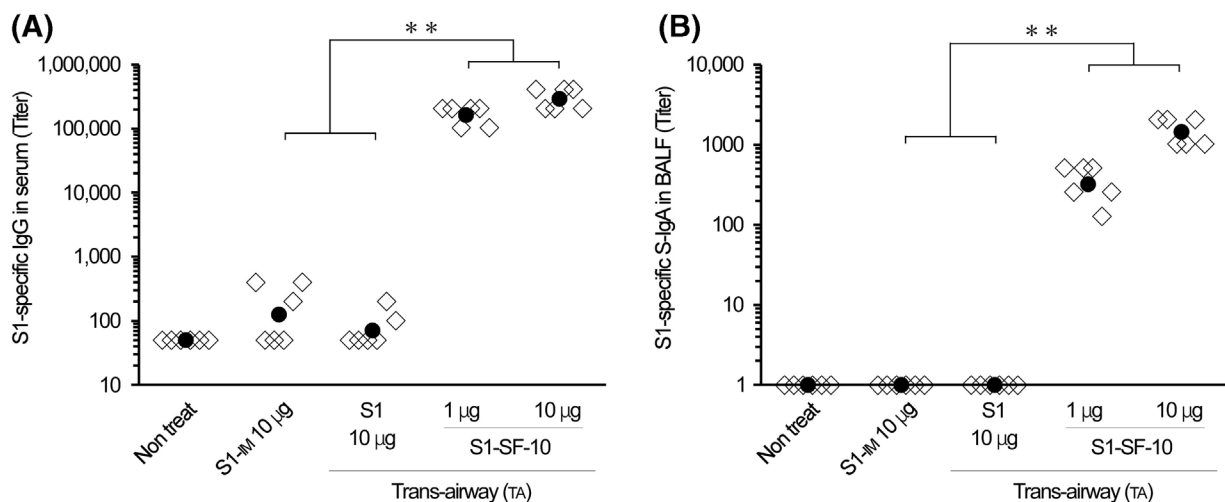 (A)
**
S1-specific IgG in serum (Titer)
1,000,000
100,000
10,000
1,000
100
10
Non treat
S1-IM 10 μg
S1
10 μg
1 μg
10 μg
S1-SF-10
Trans-airway (TA)
(B)
**
S1-specific S-IgA in BALF (Titer)
10,000
1000
100
10
1
Non treat
S1-IM 10 μg
S1
10 μg
1 μg
10 μg
S1-SF-10
Trans-airway (TA)